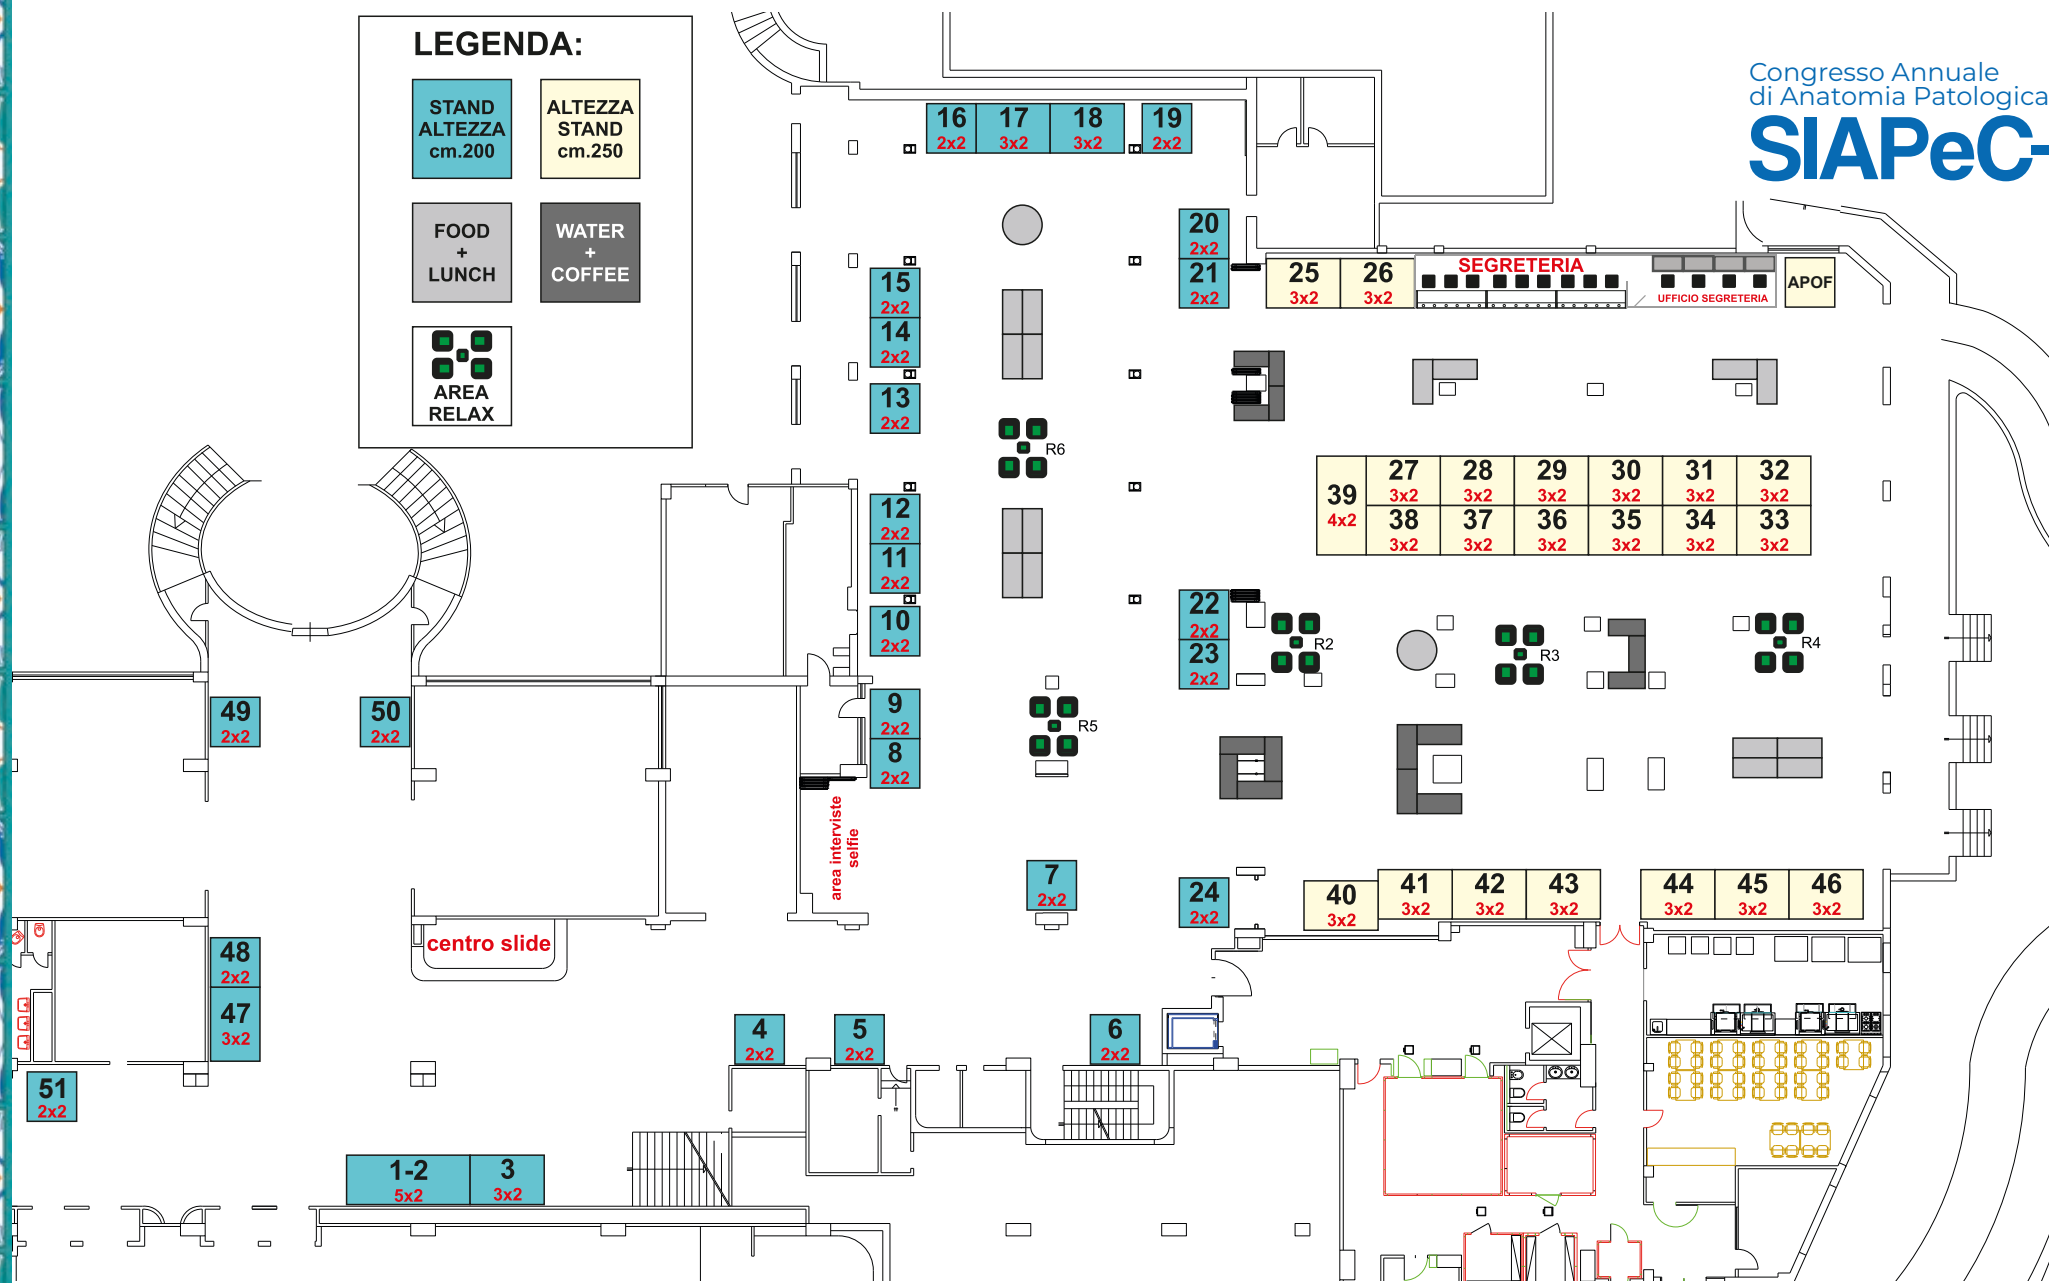 LEGENDA:
STAND
ALTEZZA
cm.200
ALTEZZA
STAND
cm.250
FOOD
+
LUNCH
WATER
+
COFFEE
AREA
RELAX
Congresso Annuale
di Anatomia Patologica
SIAPeC-
16
2x2
17
3x2
18
3x2
19
2x2
20
2x2
21
2x2
25
3x2
26
3x2
SEGRETERIA
UFFICIO SEGRETERIA
APOF
15
2x2
14
2x2
13
2x2
R6
12
2x2
11
2x2
10
2x2
39
4x2
27
3x2
28
3x2
29
3x2
30
3x2
31
3x2
32
3x2
38
3x2
37
3x2
36
3x2
35
3x2
34
3x2
33
3x2
22
2x2
23
2x2
R2
R3
R4
49
2x2
50
2x2
9
2x2
8
2x2
R5
area interviste
selfie
7
2x2
24
2x2
40
3x2
41
3x2
42
3x2
43
3x2
44
3x2
45
3x2
46
3x2
centro slide
48
2x2
47
3x2
4
2x2
5
2x2
6
2x2
51
2x2
1-2
5x2
3
3x2